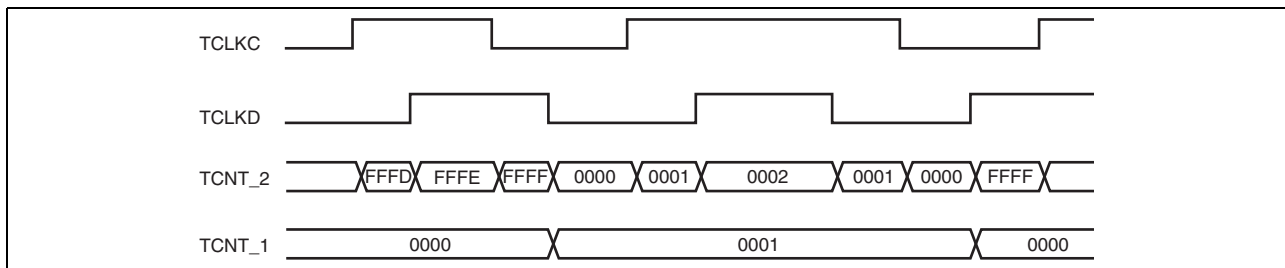 TCLKC
TCLKD
TCNT_2 FFFD FFFE FFFF 0000 0001 0002 0001 0000 FFFF
TCNT_1 0000 0001 0000